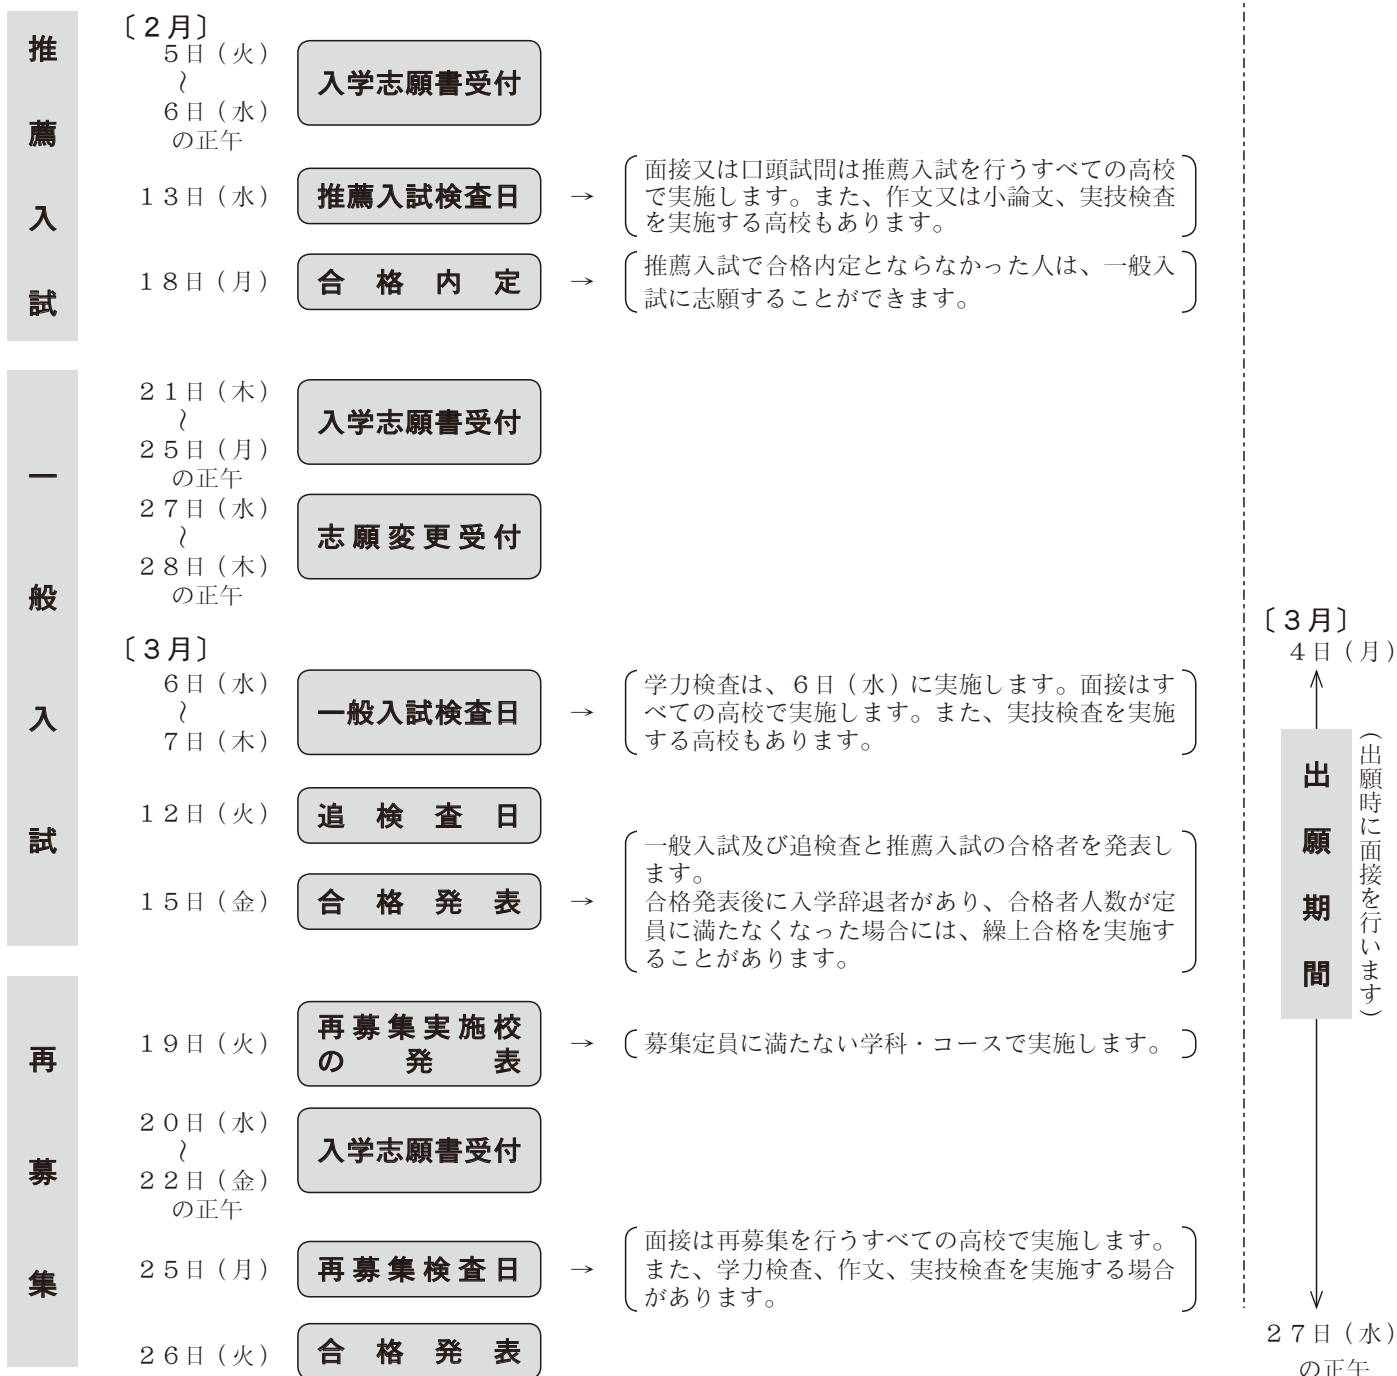 推薦入試
〔２月〕
５日（火）
～
６日（水）
の正午
入学志願書受付
１３日（水）
推薦入試検査日
→
面接又は口頭試問は推薦入試を行うすべての高校
で実施します。また、作文又は小論文、実技検査
を実施する高校もあります。
１８日（月）
合格内定
→
推薦入試で合格内定とならなかった人は、一般入
試に志願することができます。
一般入試
２１日（木）
～
２５日（月）
の正午
入学志願書受付
２７日（水）
～
２８日（木）
の正午
志願変更受付
〔３月〕
６日（水）
～
７日（木）
一般入試検査日
→
学力検査は、６日（水）に実施します。面接はす
べての高校で実施します。また、実技検査を実施
する高校もあります。
１２日（火）
追検査日
１５日（金）
合格発表
→
一般入試及び追検査と推薦入試の合格者を発表し
ます。
合格発表後に入学辞退者があり、合格者人数が定
員に満たなくなった場合には、繰上合格を実施す
ることがあります。
再募集
１９日（火）
再募集実施校
の発表
→
募集定員に満たない学科・コースで実施します。
２０日（水）
～
２２日（金）
の正午
入学志願書受付
２５日（月）
再募集検査日
→
面接は再募集を行うすべての高校で実施します。
また、学力検査、作文、実技検査を実施する場合
があります。
２６日（火）
合格発表
〔３月〕
４日（月）
出願期間
（出願時に面接を行います）
２７日（水）
の正午